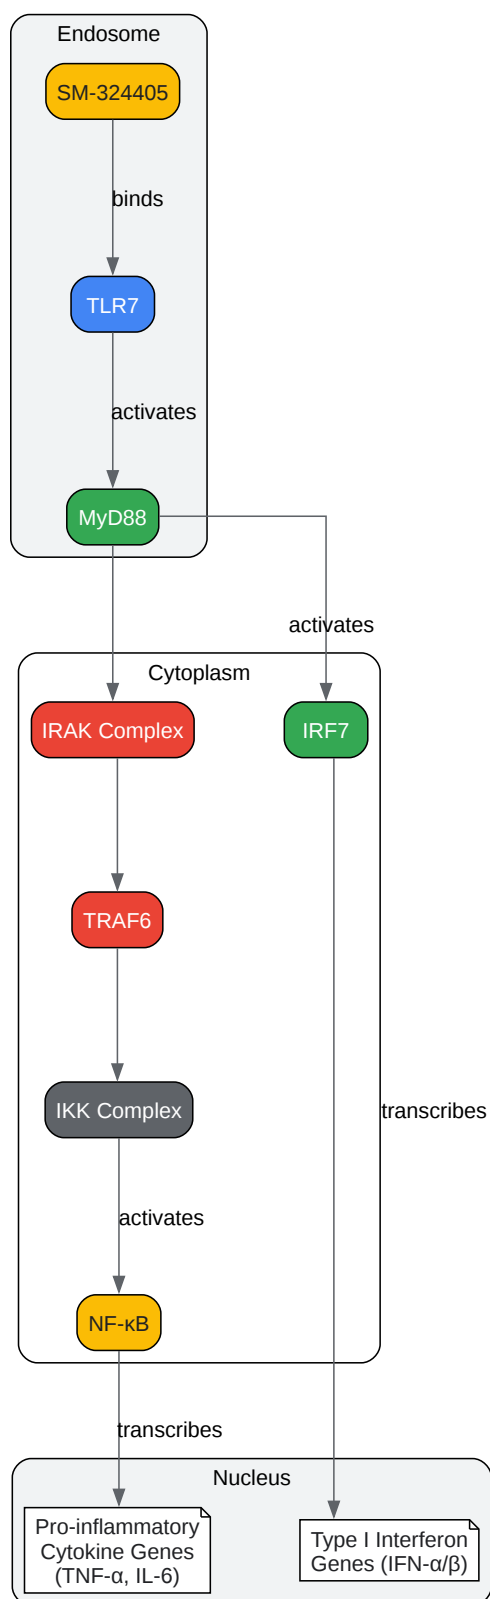 Endosome
SM-324405
binds
TLR7
activates
MyD88
activates
Cytoplasm
IRAK Complex
IRF7
TRAF6
IKK Complex
transcribes
activates
NF-κB
transcribes
Nucleus
Pro-inflammatory
Cytokine Genes
(TNF-α, IL-6)
Type I Interferon
Genes (IFN-α/β)